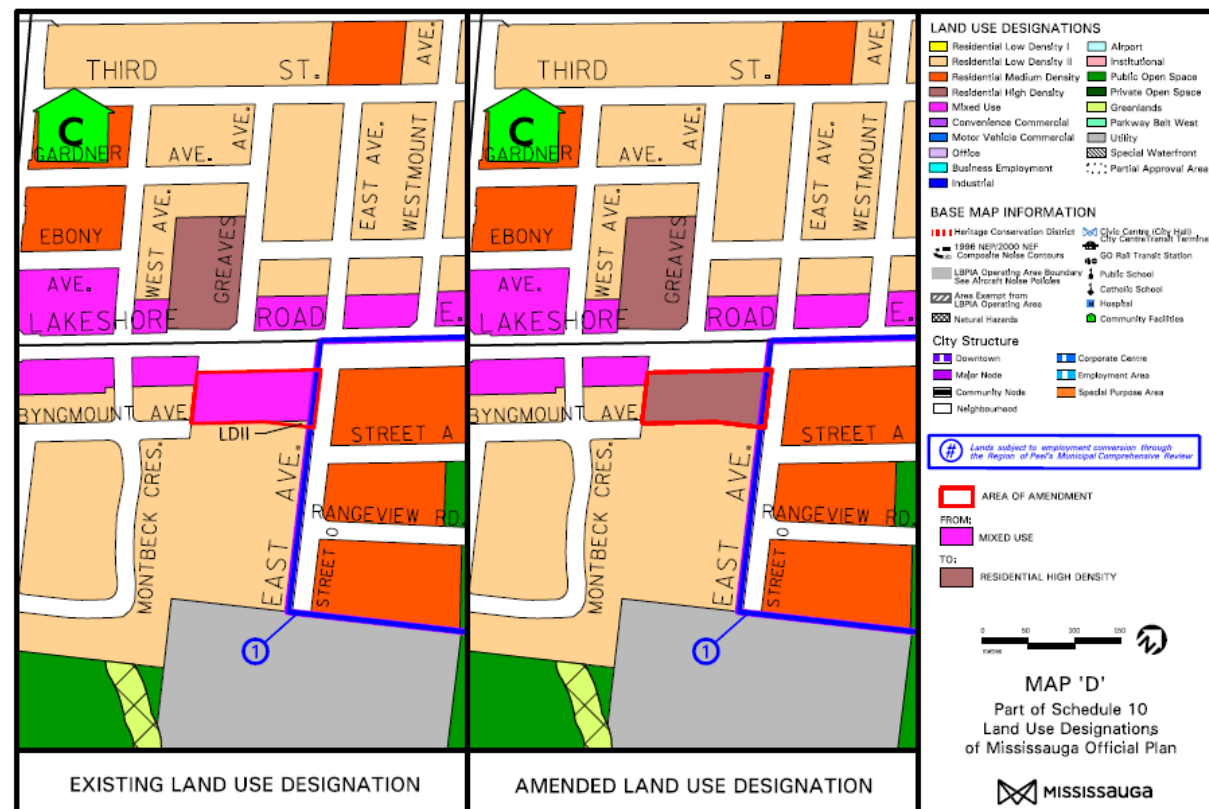 THIRD ST. AVE.
C
GARDNER AVE. AVE.
EAST AVE.
WESTMOUNT
EBONY WEST AVE. GREAVES
AVE.
LAKESHORE ROAD E.
BYNGMOUNT AVE.
LDII
STREET A
MONTBECK CRES.
EAST AVE.
RANGEVIEW RD.
STREET O
1
EXISTING LAND USE DESIGNATION
THIRD ST. AVE.
C
GARDNER AVE. AVE.
EAST AVE.
WESTMOUNT
EBONY WEST AVE. GREAVES
AVE.
LAKESHORE ROAD E.
BYNGMOUNT AVE.
STREET A
MONTBECK CRES.
EAST AVE.
RANGEVIEW RD.
STREET O
1
AMENDED LAND USE DESIGNATION
LAND USE DESIGNATIONS
Residential Low Density I
Residential Low Density II
Residential Medium Density
Residential High Density
Mixed Use
Convenience Commercial
Motor Vehicle Commercial
Office
Business Employment
Industrial
Airport
Institutional
Public Open Space
Private Open Space
Greenlands
Parkway Belt West
Utility
Special Waterfront
Partial Approval Area
BASE MAP INFORMATION
Heritage Conservation District
1996 NEP/2000 NEF
Composite Noise Contours
LBPIA Operating Area Boundary
See Aircraft Noise Policies
Area Exempt from
LBPIA Operating Area
Natural Hazards
Civic Centre (City Hall)
City Centre Transit Terminal
GO Rail Transit Station
Public School
Catholic School
H Hospital
Community Facilities
City Structure
Downtown
Major Node
Community Node
Neighbourhood
Corporate Centre
Employment Area
Special Purpose Area
# Lands subject to employment conversion through
the Region of Peel's Municipal Comprehensive Review
AREA OF AMENDMENT
FROM:
MIXED USE
TO:
RESIDENTIAL HIGH DENSITY
0 50 100 150
metres
N
MAP 'D'
Part of Schedule 10
Land Use Designations
of Mississauga Official Plan
MISSISSAUGA